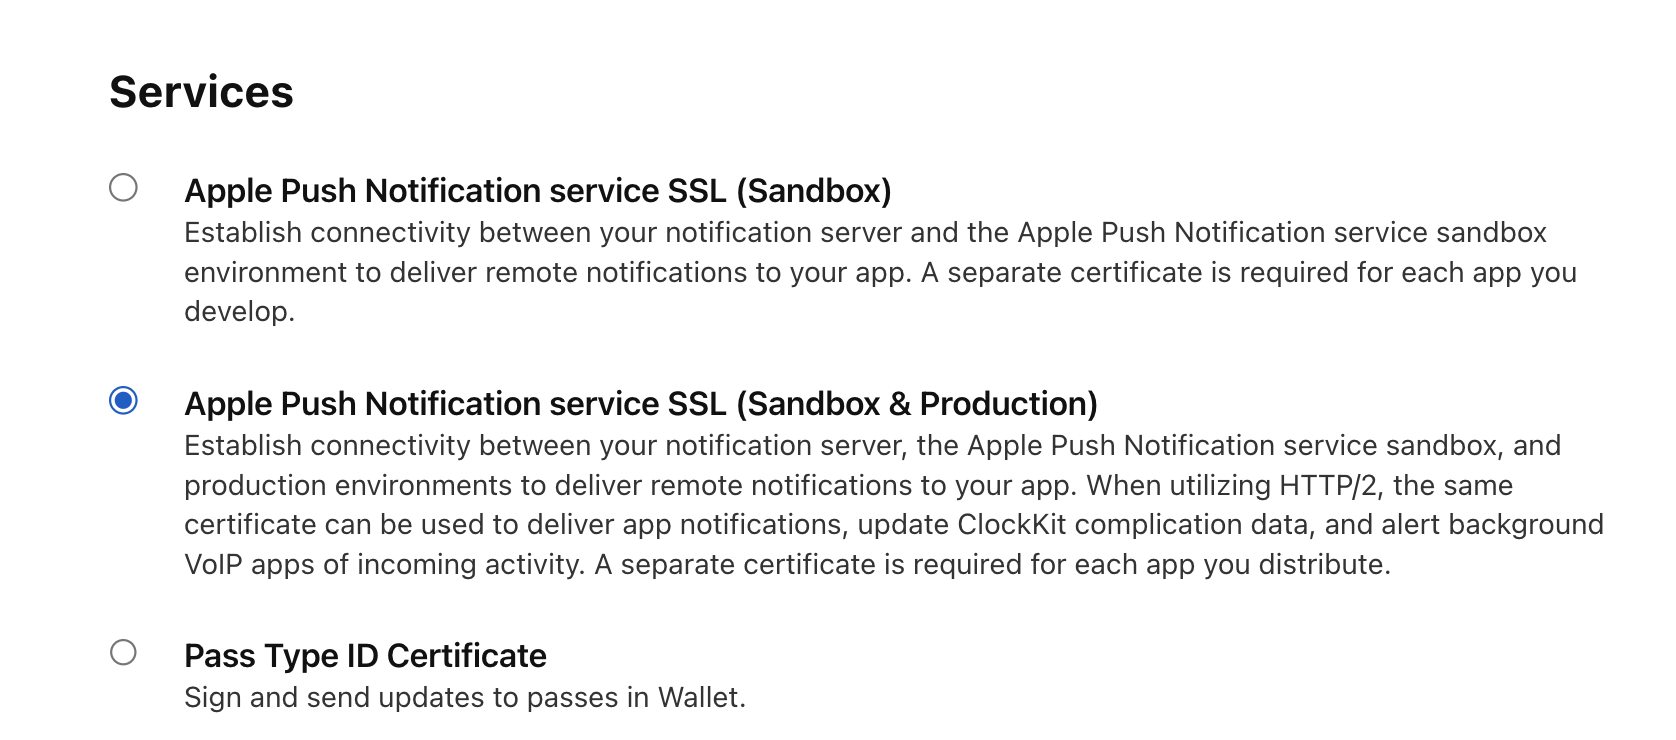 Services
Apple Push Notification service SSL (Sandbox)
Establish connectivity between your notification server and the Apple Push Notification service sandbox
environment to deliver remote notifications to your app. A separate certificate is required for each app you
develop.
Apple Push Notification service SSL (Sandbox & Production)
Establish connectivity between your notification server, the Apple Push Notification service sandbox, and
production environments to deliver remote notifications to your app. When utilizing HTTP/2, the same
certificate can be used to deliver app notifications, update ClockKit complication data, and alert background
VoIP apps of incoming activity. A separate certificate is required for each app you distribute.
Pass Type ID Certificate
Sign and send updates to passes in Wallet.